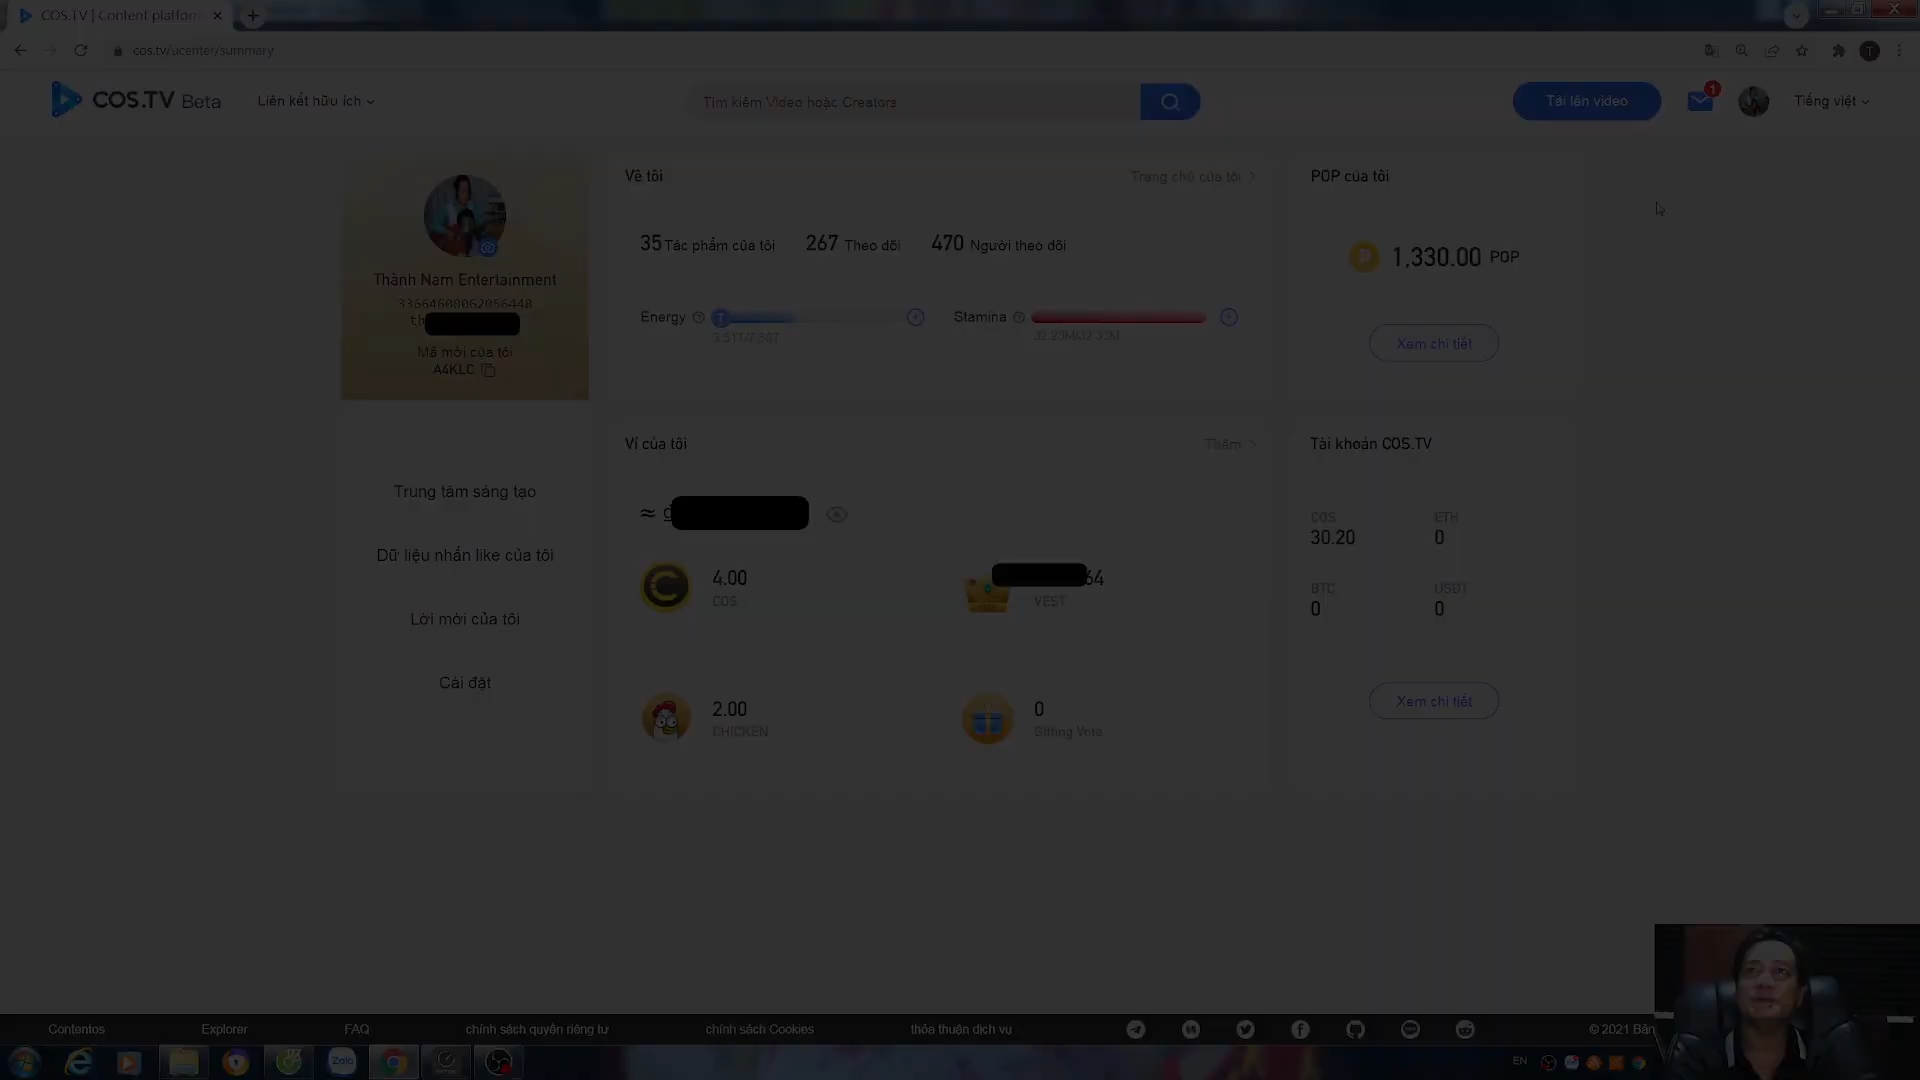 COS.TV | Content platfor
cos.tv/ucenter/summary
COS.TV Beta
Liên kết hữu ích
Tìm kiếm Video hoặc Creators
Tải lên video
1
Tiếng việt
T
Thành Nam Entertainment
33664608062056448
th
Mã mời của tôi
A4KLC
Trung tâm sáng tạo
Dữ liệu nhấn like của tôi
Lời mời của tôi
Cài đặt
Về tôi
Trang chủ của tôi
35 Tác phẩm của tôi
267 Theo dõi
470 Người theo dõi
Energy
Stamina
POP của tôi
1,330.00 POP
Xem chi tiết
Ví của tôi
Thêm
≈
4.00
COS
64
VEST
2.00
CHICKEN
0
Gifting Vote
Tài khoản COS.TV
COS
30.20
ETH
0
BTC
0
USDT
0
Xem chi tiết
Contentos
Explorer
FAQ
chính sách quyền riêng tư
chính sách Cookies
thỏa thuận dịch vụ
© 2021 Bản
Zalo
EN